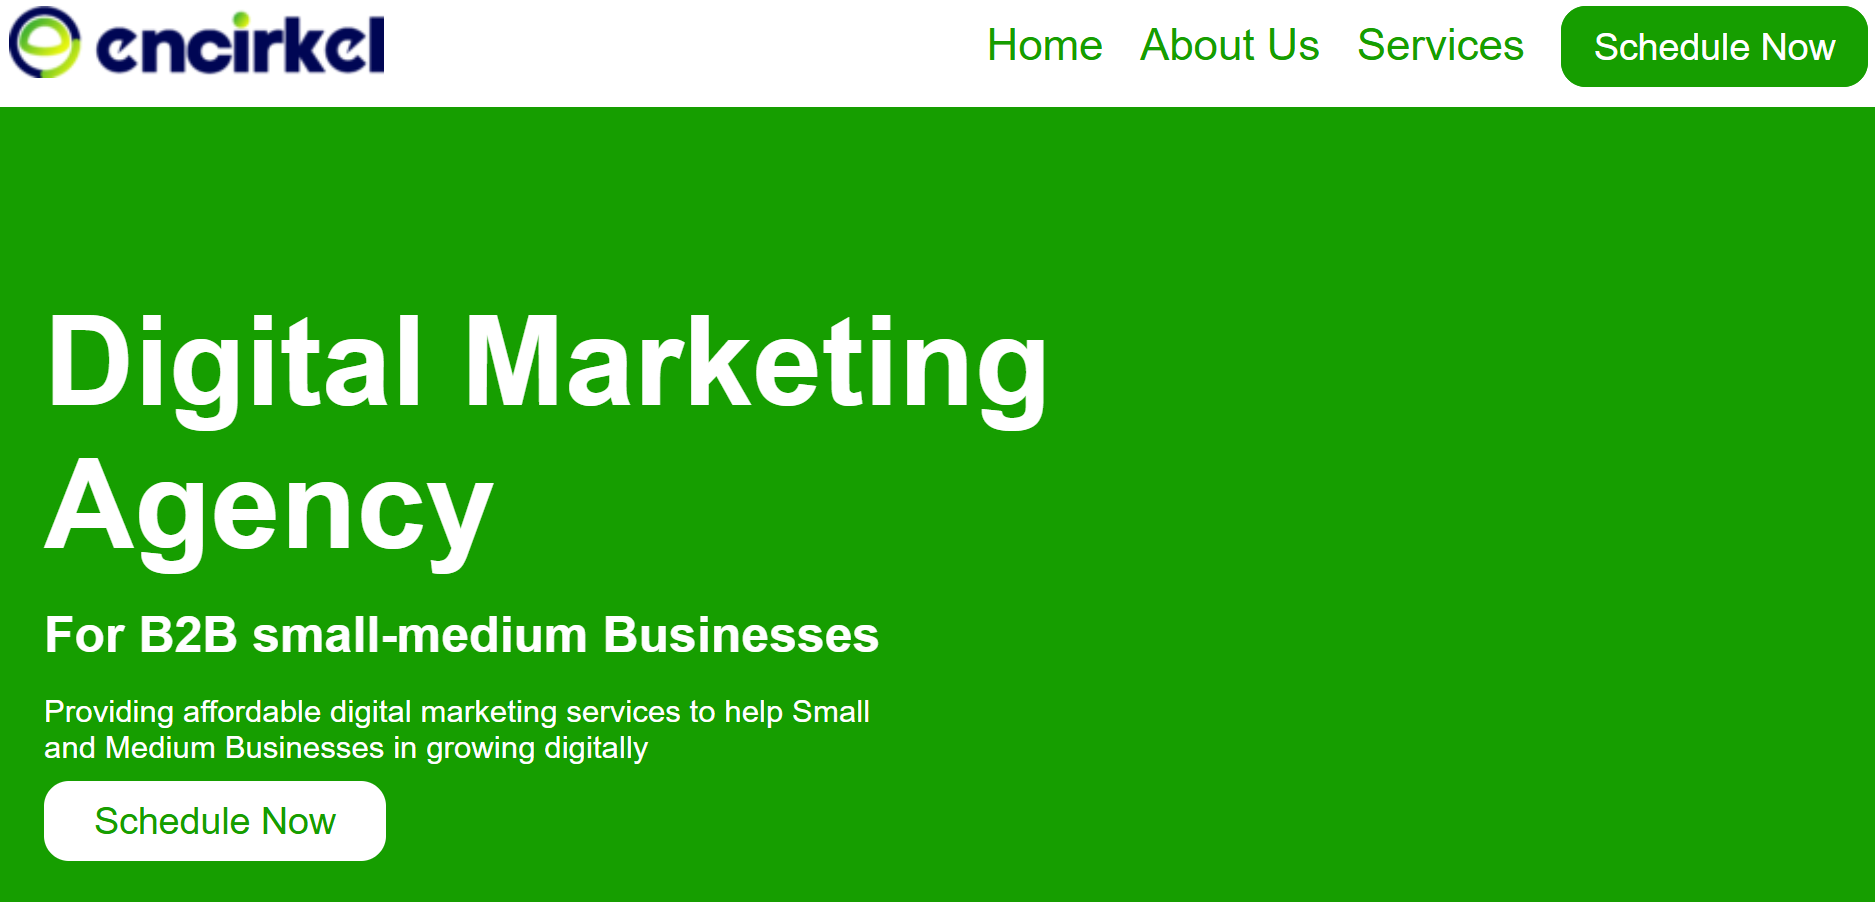 encirkel
Home About Us Services Schedule Now
Digital Marketing
Agency
For B2B small-medium Businesses
Providing affordable digital marketing services to help Small
and Medium Businesses in growing digitally
Schedule Now